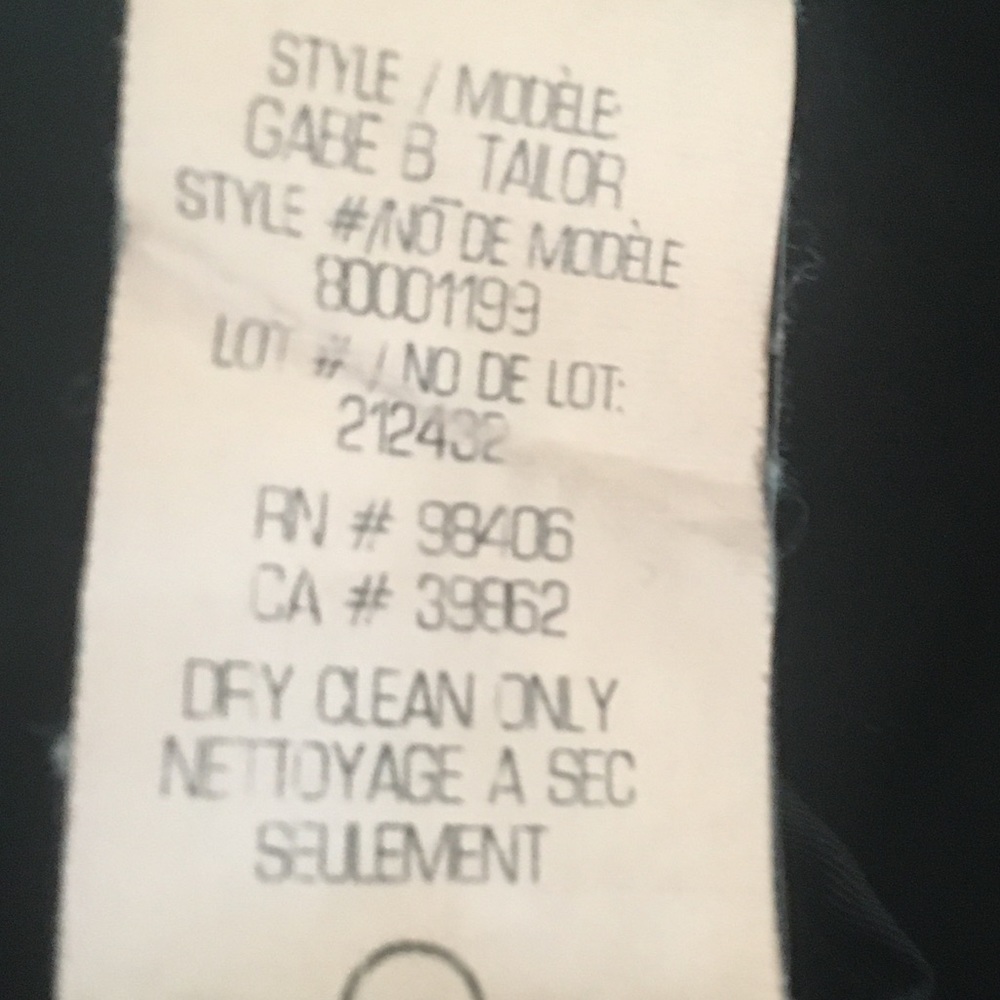 STYLE / MODÈLE
GABE B TAILOR
STYLE #/NO DE MODÈLE
80001199
LOT # / NO DE LOT:
212432
RN # 98406
CA # 39862
DRY CLEAN ONLY
NETTOYAGE A SEC
SEULEMENT